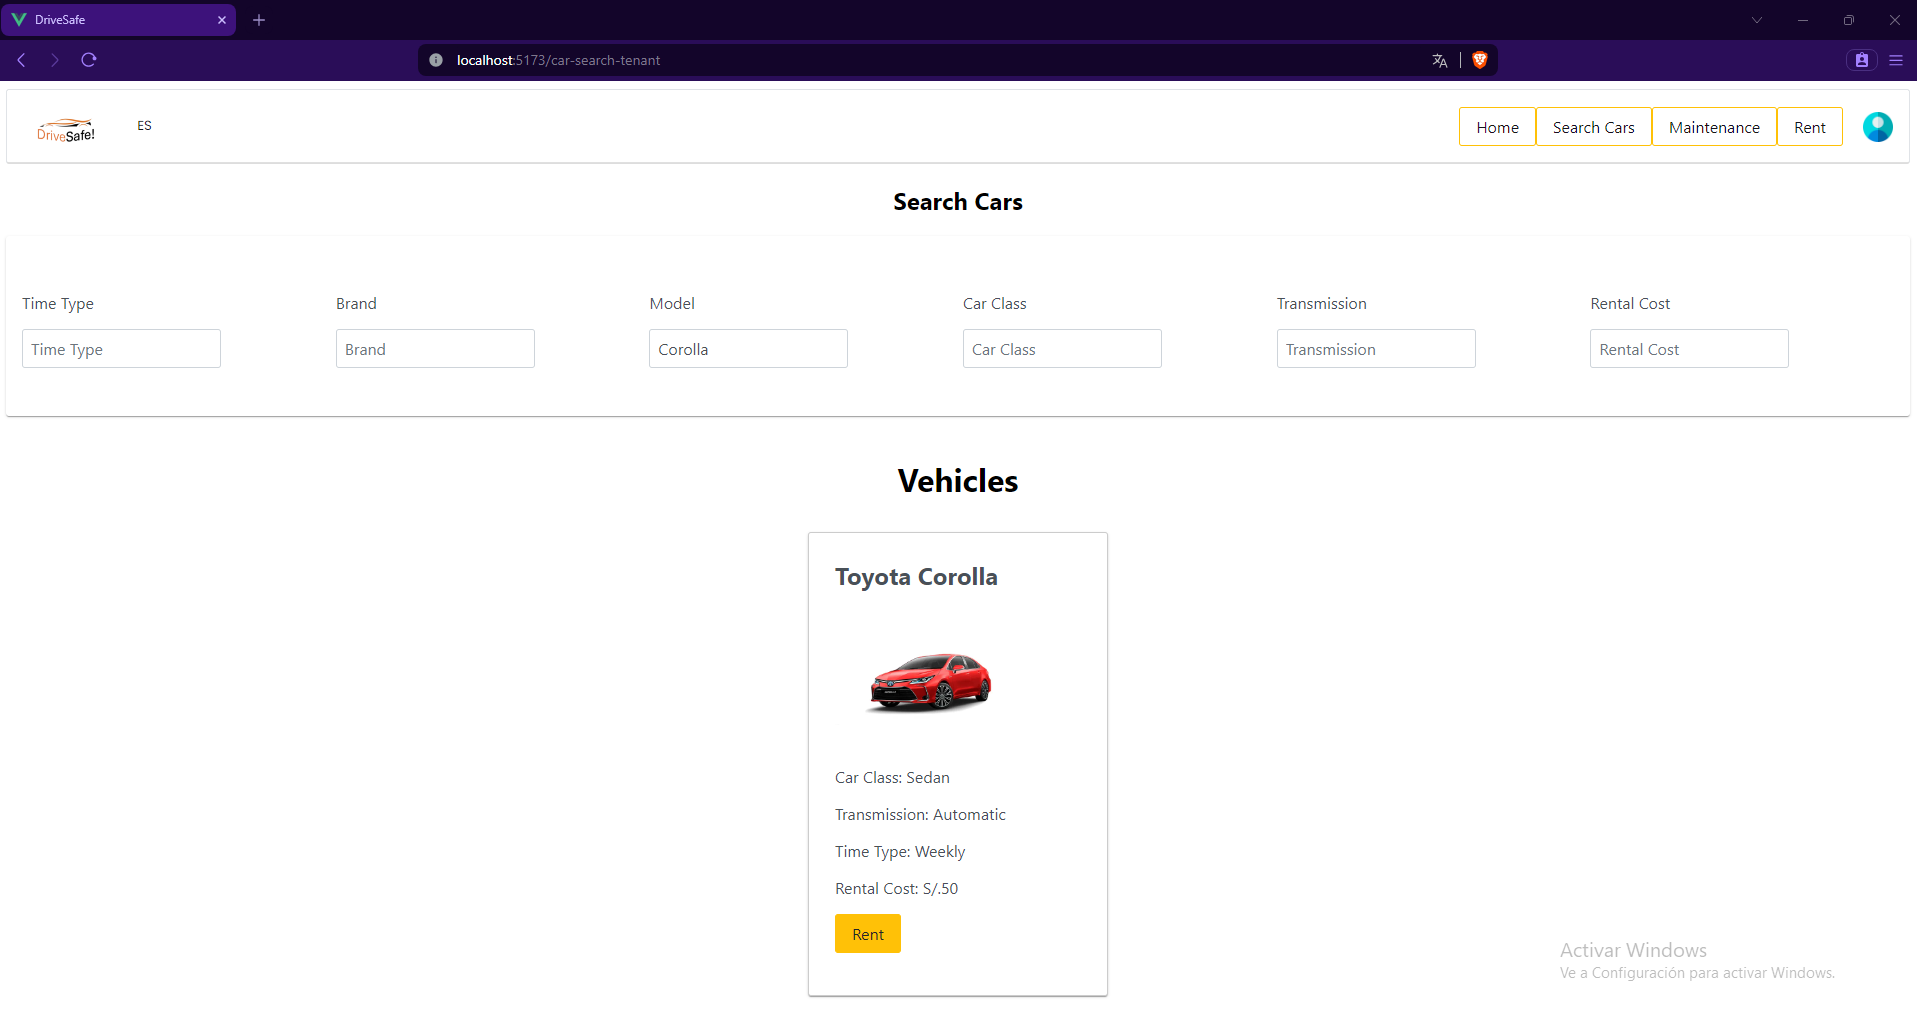 DriveSafe
localhost:5173/car-search-tenant
DriveSafe!
ES
Home
Search Cars
Maintenance
Rent
Search Cars
Time Type
Brand
Model
Car Class
Transmission
Rental Cost
Time Type
Brand
Corolla
Car Class
Transmission
Rental Cost
Vehicles
Toyota Corolla
Car Class: Sedan
Transmission: Automatic
Time Type: Weekly
Rental Cost: S/.50
Rent
Activar Windows
Ve a Configuración para activar Windows.